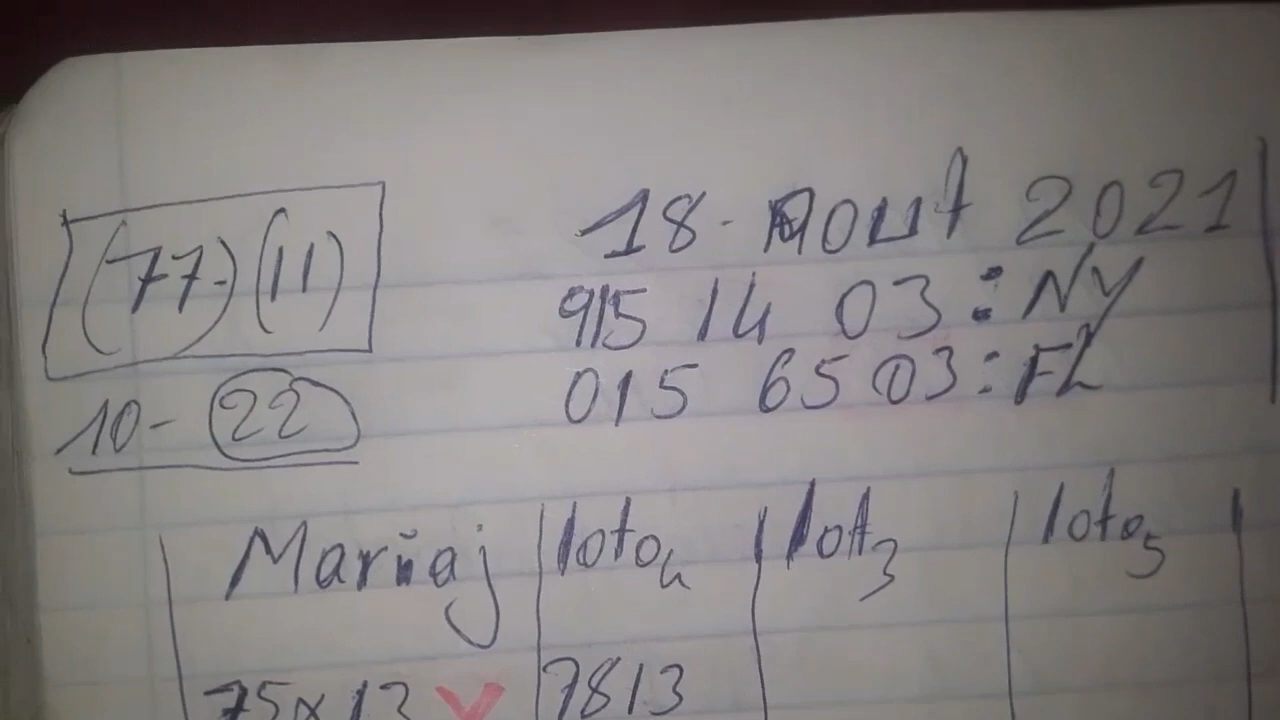 (77-) (11)
10- 22
18- Aout 2021
915 14 03 : NY
015 65 03 : FL
Mariaj loto4 lot3 loto5
75x13 7813